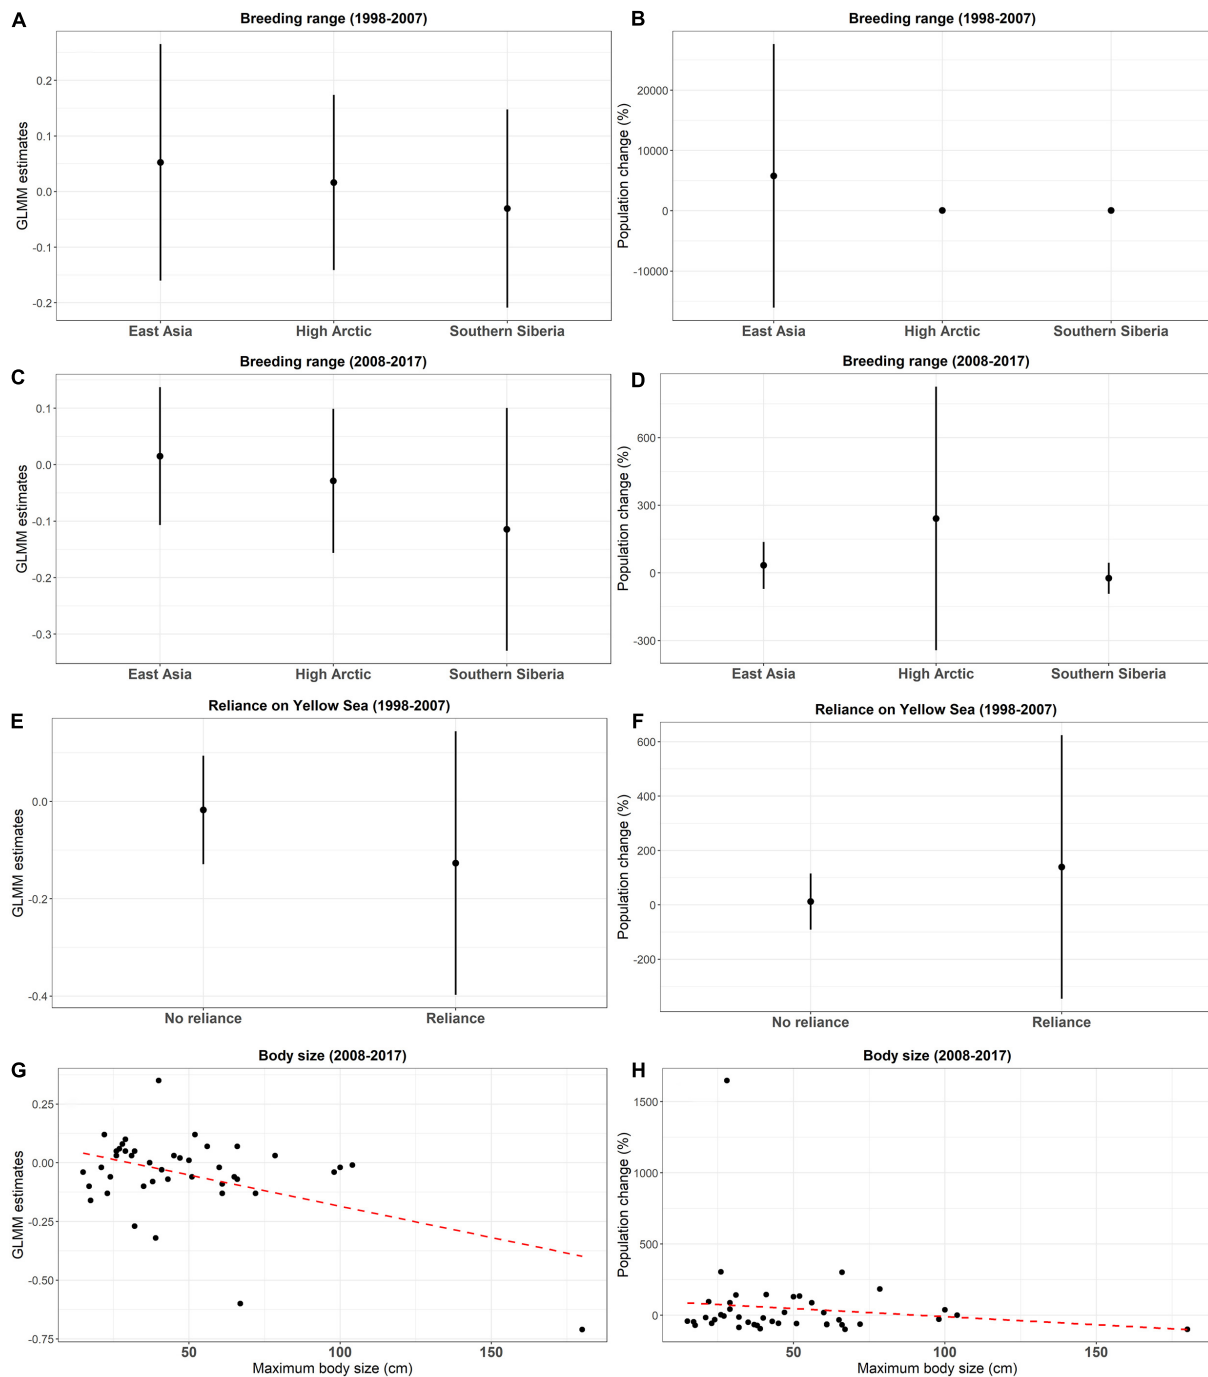 A
Breeding range (1998-2007)
GLMM estimates
0.2
0.1
0.0
-0.1
-0.2
East Asia
High Arctic
Southern Siberia
B
Breeding range (1998-2007)
Population change (%)
20000
10000
0
-10000
East Asia
High Arctic
Southern Siberia
C
Breeding range (2008-2017)
GLMM estimates
0.1
0.0
-0.1
-0.2
-0.3
East Asia
High Arctic
Southern Siberia
D
Breeding range (2008-2017)
Population change (%)
600
300
0
-300
East Asia
High Arctic
Southern Siberia
E
Reliance on Yellow Sea (1998-2007)
GLMM estimates
0.0
-0.2
-0.4
No reliance
Reliance
F
Reliance on Yellow Sea (1998-2007)
Population change (%)
600
400
200
0
-200
No reliance
Reliance
G
Body size (2008-2017)
GLMM estimates
0.25
0.00
-0.25
-0.50
-0.75
50
100
150
Maximum body size (cm)
H
Body size (2008-2017)
Population change (%)
1500
1000
500
0
50
100
150
Maximum body size (cm)